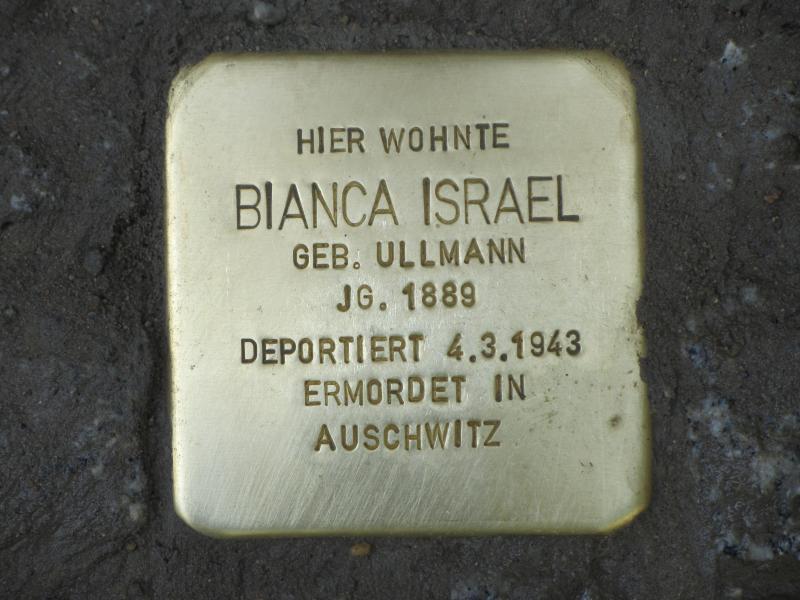 HIER WOHNTE
BIANCA ISRAEL
GEB. ULLMANN
JG. 1889
DEPORTIERT 4.3.1943
ERMORDET IN
AUSCHWITZ